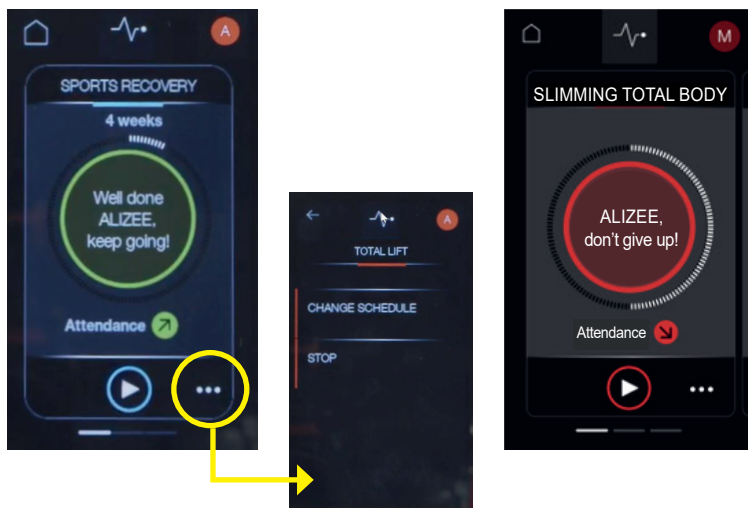 A
SPORTS RECOVERY
4 weeks
Well done
ALIZEE,
keep going!
Attendance
A
TOTAL LIFT
CHANGE SCHEDULE
STOP
M
SLIMMING TOTAL BODY
ALIZEE,
don't give up!
Attendance